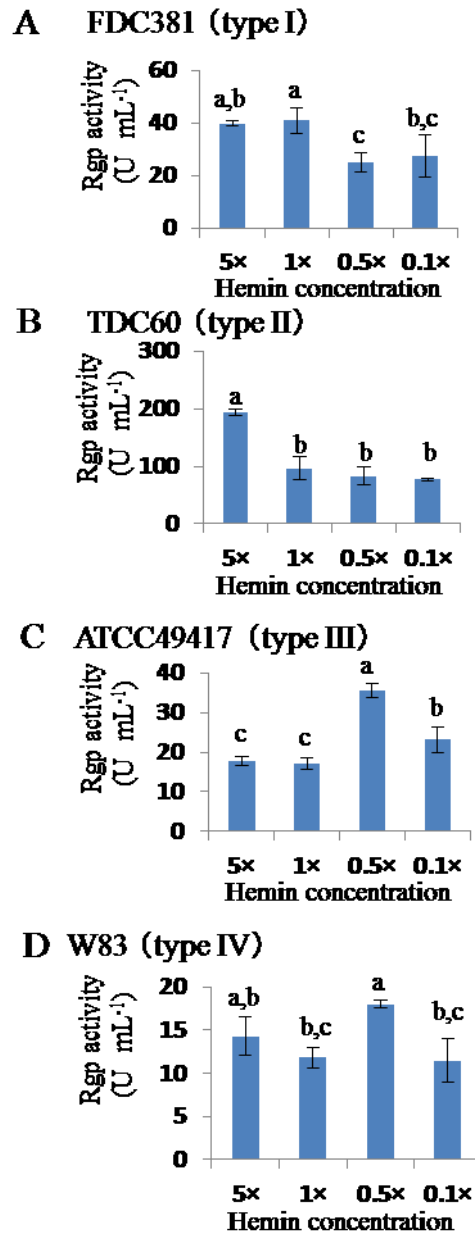 A FDC381 (type I)
Rgp activity
(U mL-1)
60
40
20
0
a,b
a
c
b,c
5× 1× 0.5× 0.1×
Hemin concentration
B TDC60 (type II)
Rgp activity
(U mL-1)
300
200
100
0
a
b
b
b
5× 1× 0.5× 0.1×
Hemin concentration
C ATCC49417 (type III)
Rgp activity
(U mL-1)
40
30
20
10
0
c
c
a
b
5× 1× 0.5× 0.1×
Hemin concentration
D W83 (type IV)
Rgp activity
(U mL-1)
20
15
10
5
0
a,b
b,c
a
b,c
5× 1× 0.5× 0.1×
Hemin concentration